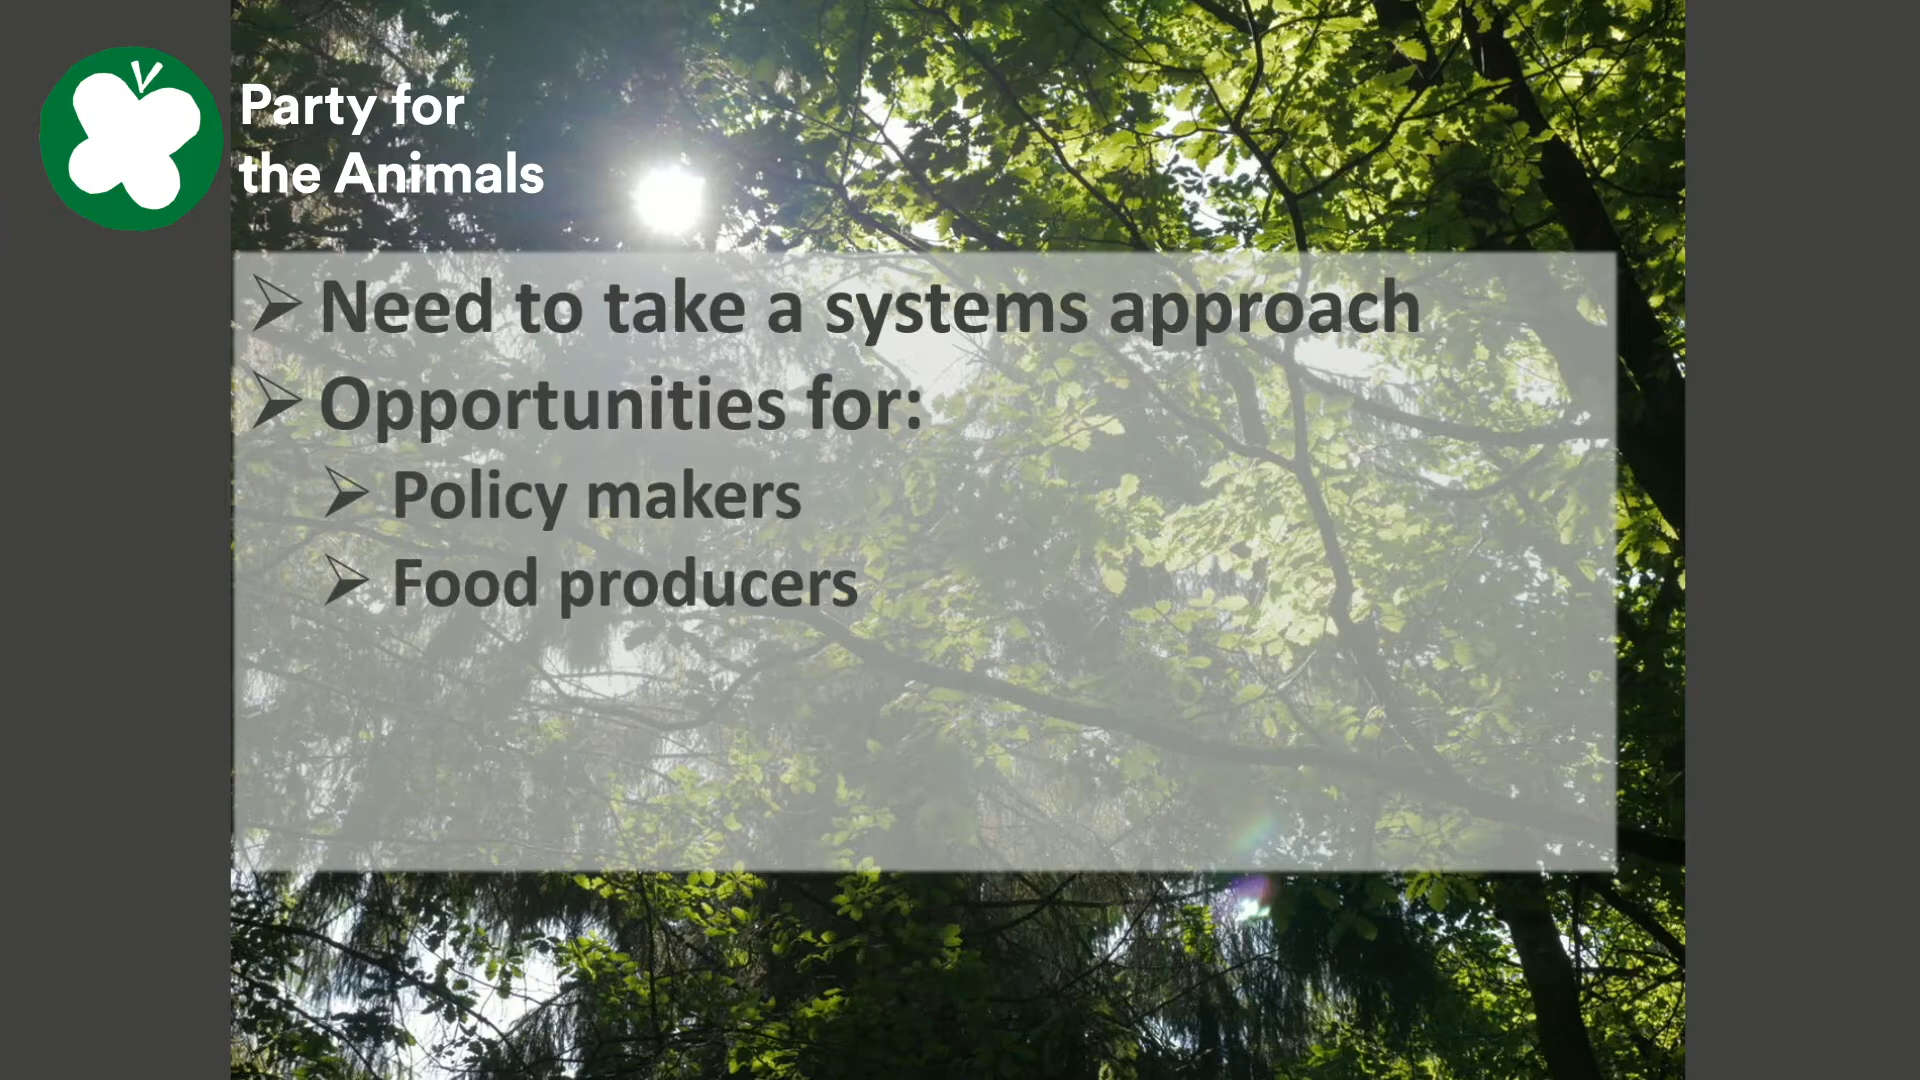 Party for
the Animals
➢ Need to take a systems approach
➢ Opportunities for:
➢ Policy makers
➢ Food producers